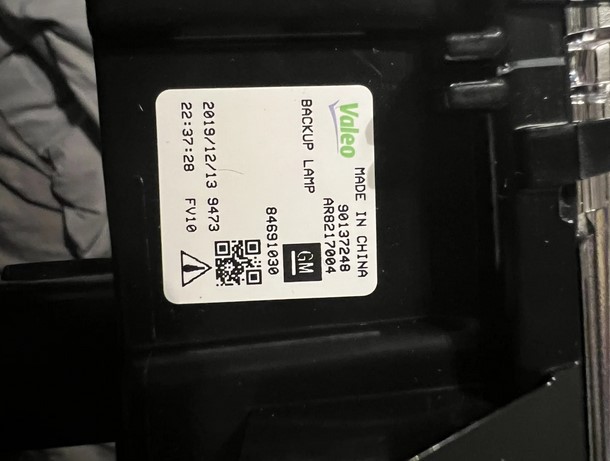 Valeo
MADE IN CHINA
90137248
AR8217004
BACKUP LAMP
GM
84691030
2019/12/13 9473
22:37:28 FV10